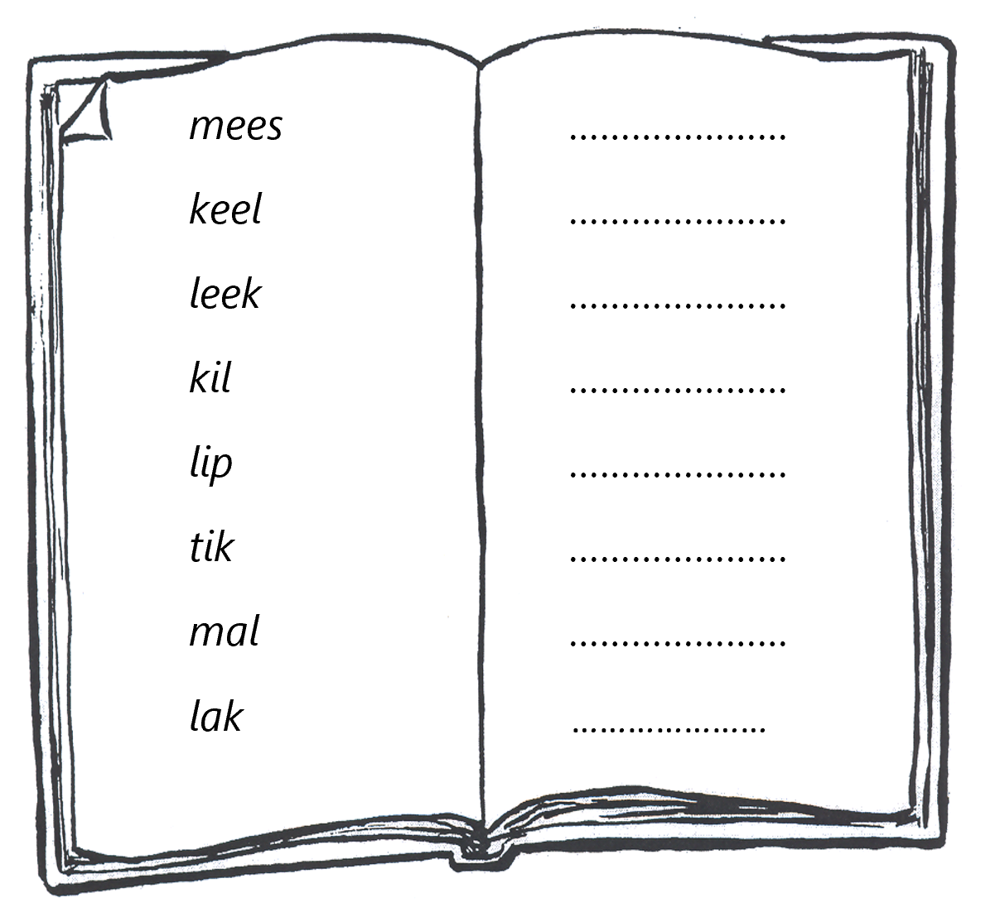 mees .....................
keel .....................
leek .....................
kil .....................
lip .....................
tik .....................
mal .....................
lak .....................